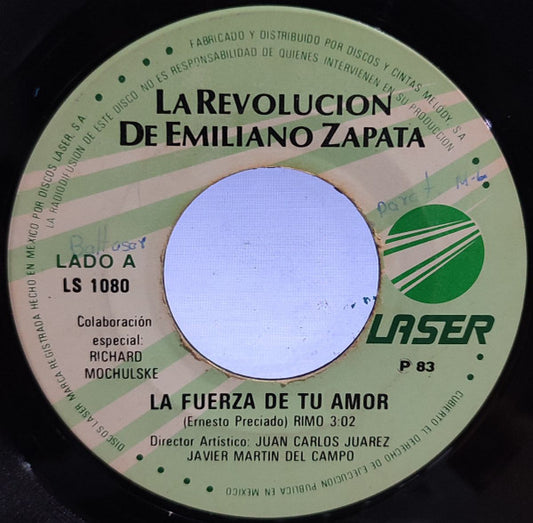 FABRICADO Y DISTRIBUIDO POR DISCOS Y CINTAS MELODY, S.A.
LA RADIODIFUSION DE ESTE DISCO NO ES RESPONSABILIDAD DE QUIENES INTERVIENEN EN SU PRODUCCION
LA REVOLUCION
DE EMILIANO ZAPATA
Baltasar
LADO A
LS 1080
Colaboración
especial:
RICHARD
MOCHULSKE
LASER
P 83
LA FUERZA DE TU AMOR
(Ernesto Preciado) RIMO 3:02
Director Artístico: JUAN CARLOS JUAREZ
JAVIER MARTIN DEL CAMPO
DISCOS LASER MARCA REGISTRADA HECHO EN MEXICO POR DISCOS LASER, S.A.
CUBIERTO EL DERECHO DE EJECUCION PUBLICA EN MEXICO